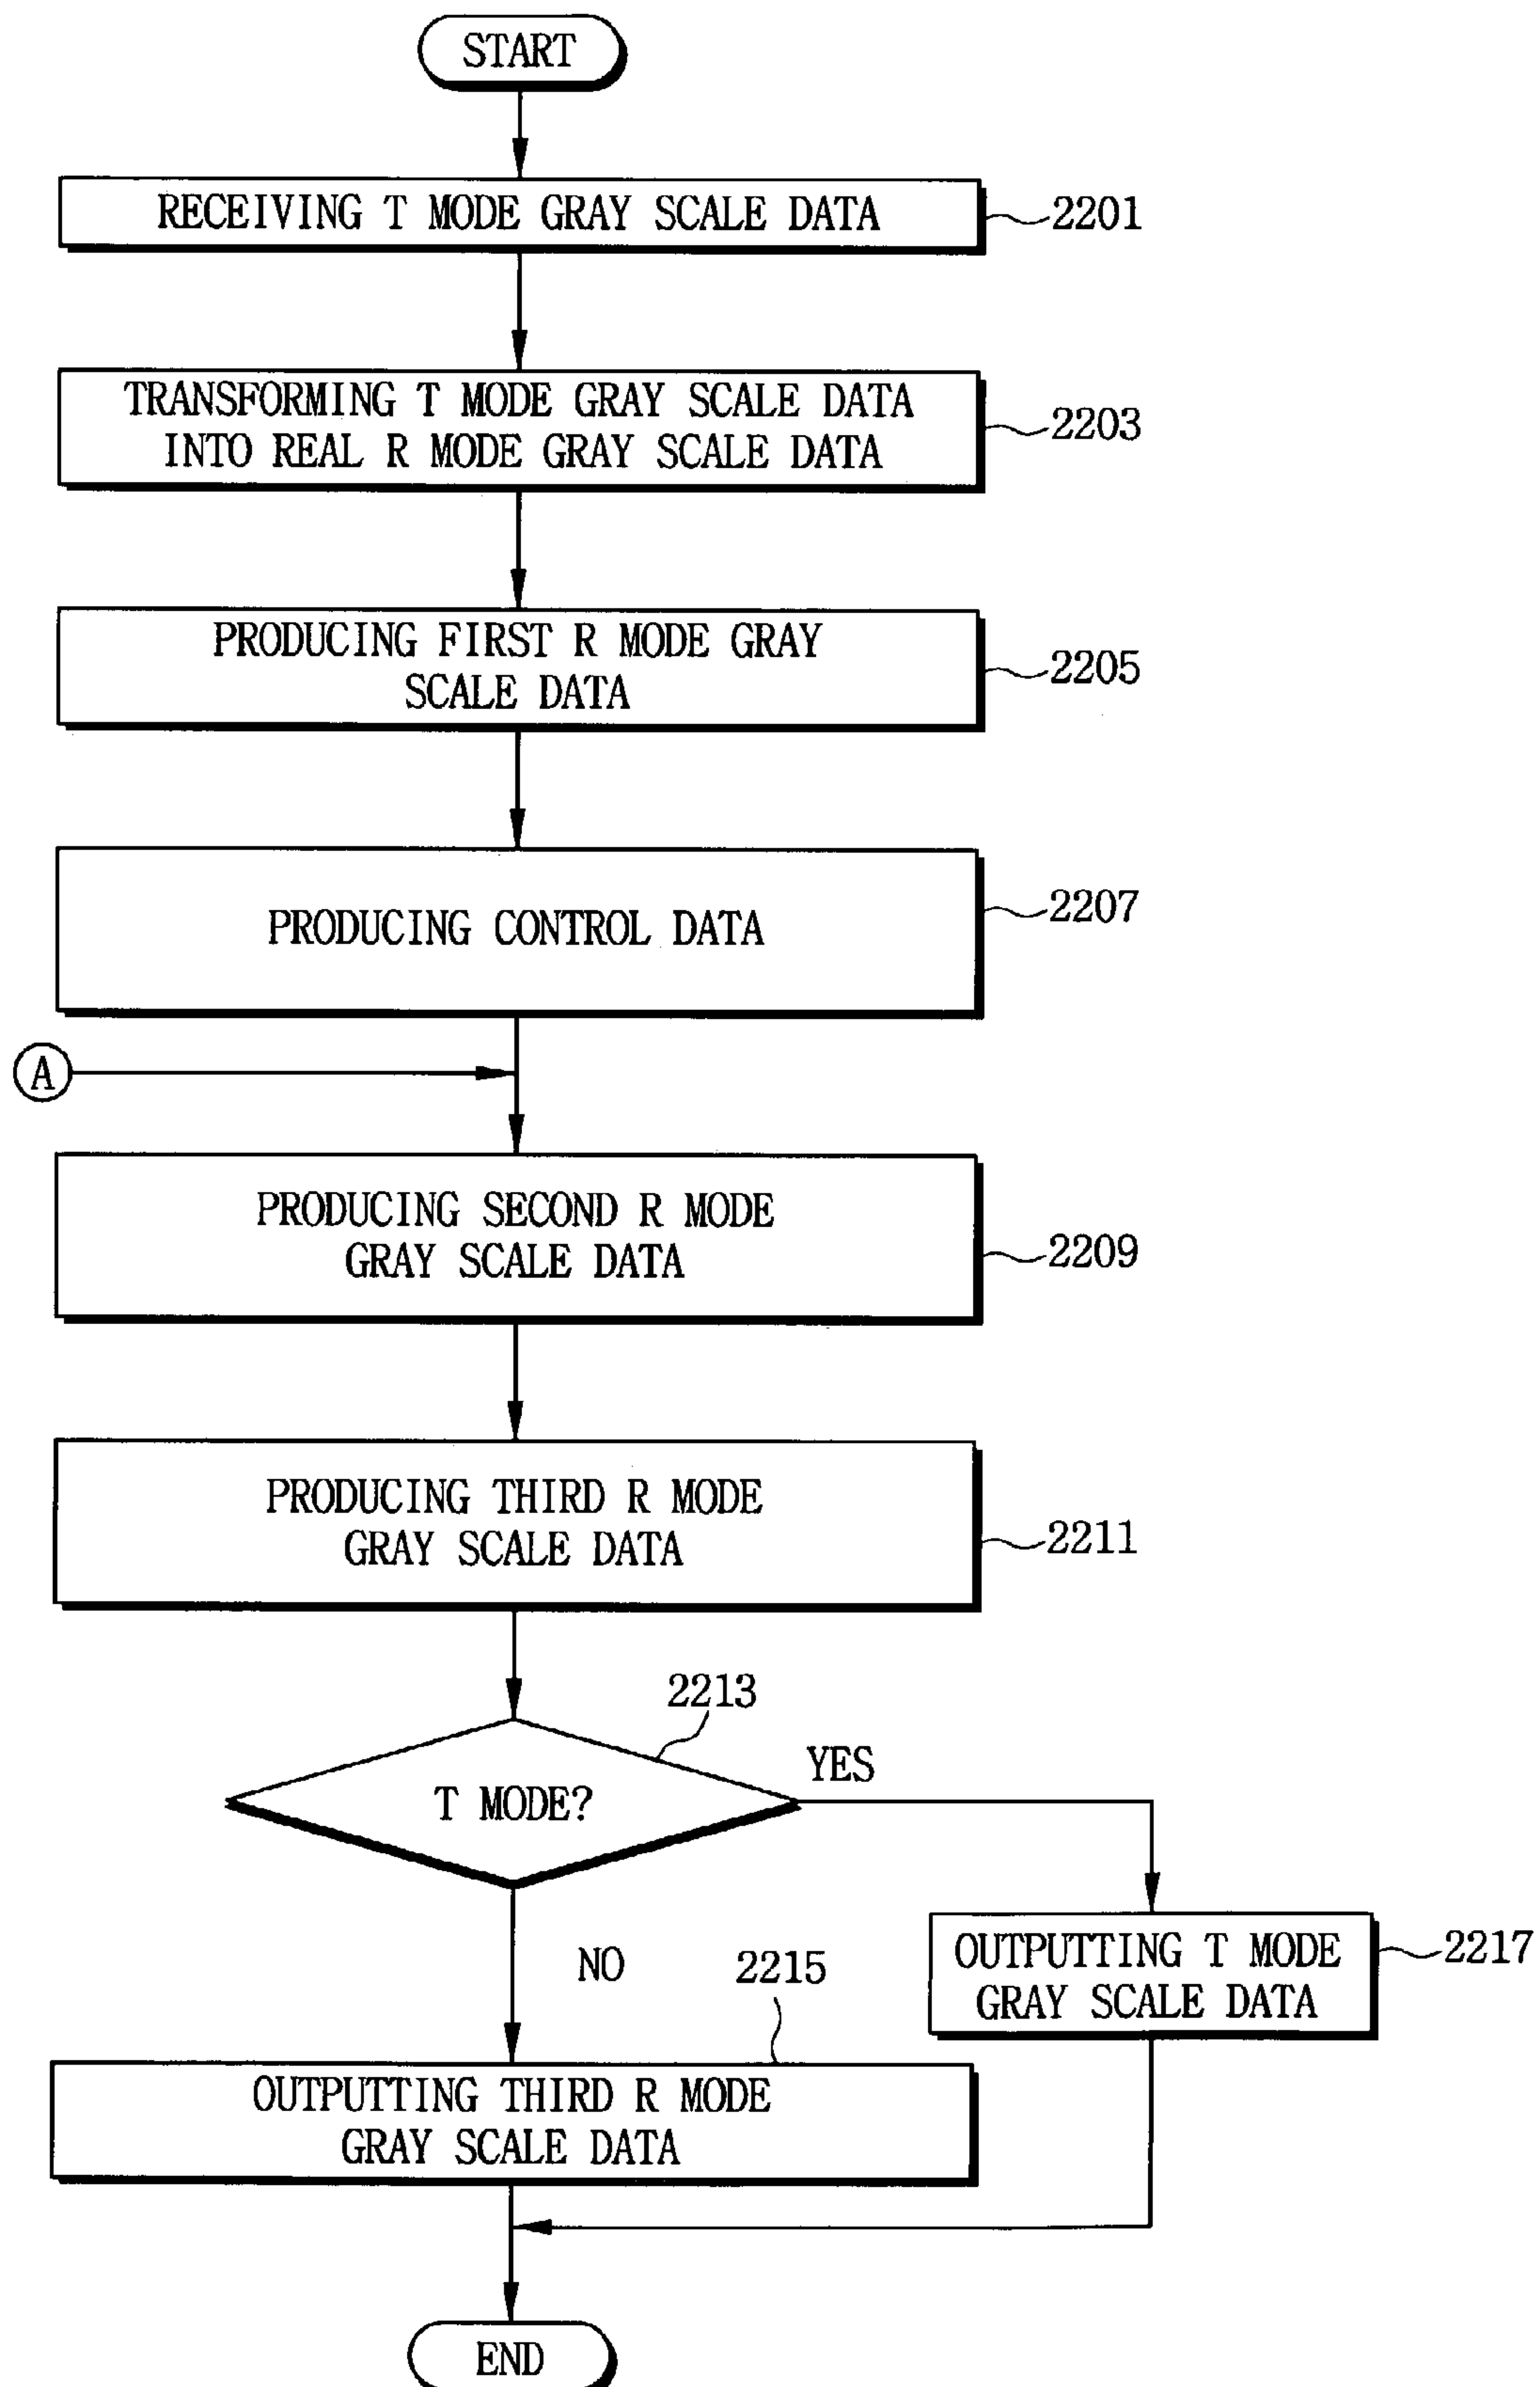 START
RECEIVING T MODE GRAY SCALE DATA
2201
TRANSFORMING T MODE GRAY SCALE DATA
INTO REAL R MODE GRAY SCALE DATA
2203
PRODUCING FIRST R MODE GRAY
SCALE DATA
2205
PRODUCING CONTROL DATA
2207
A
PRODUCING SECOND R MODE
GRAY SCALE DATA
2209
PRODUCING THIRD R MODE
GRAY SCALE DATA
2211
2213
T MODE?
YES
NO
OUTPUTTING T MODE
GRAY SCALE DATA
2217
2215
OUTPUTTING THIRD R MODE
GRAY SCALE DATA
END